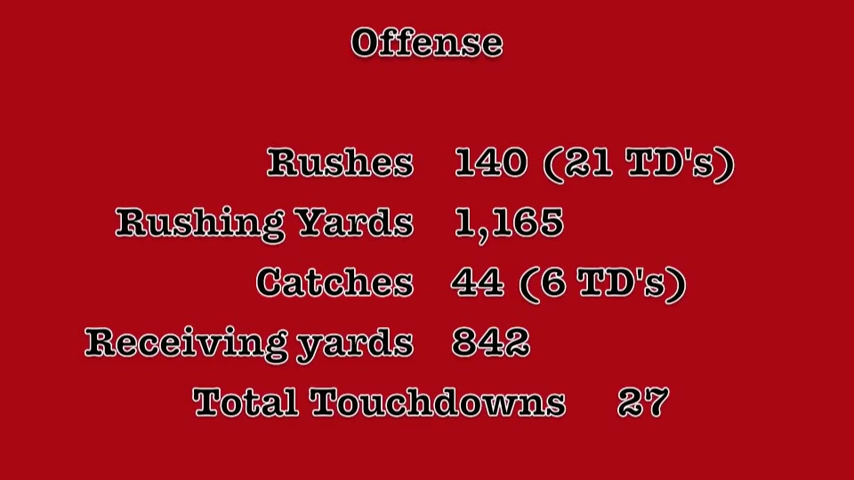 Offense
Rushes 140 (21 TD's)
Rushing Yards 1,165
Catches 44 (6 TD's)
Receiving yards 842
Total Touchdowns 27